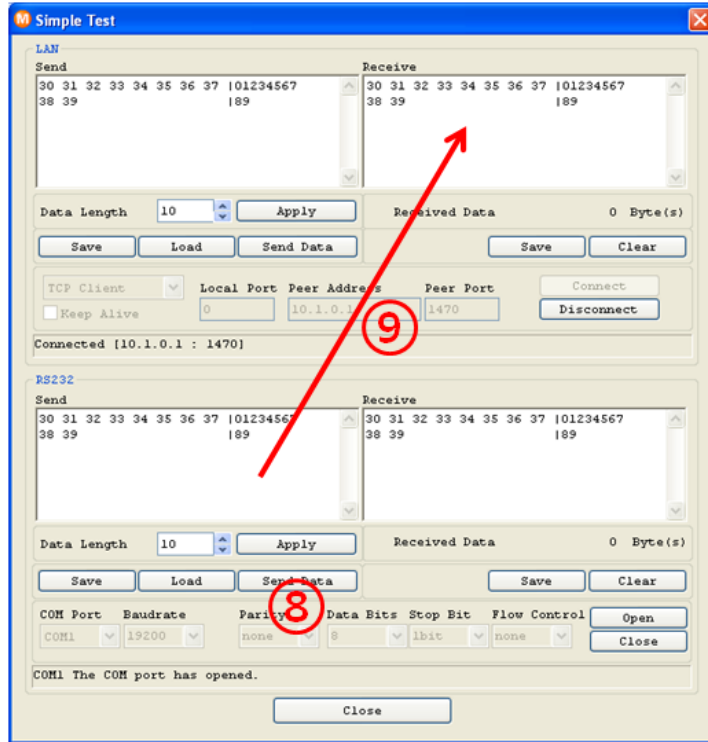 M Simple Test
LAN
Send Receive
30 31 32 33 34 35 36 37 |01234567 30 31 32 33 34 35 36 37 |01234567
38 39 |89 38 39 |89
Data Length 10 Apply Received Data 0 Byte(s)
Save Load Send Data Save Clear
TCP Client Local Port Peer Address Peer Port Connect
Keep Alive 0 10.1.0.1 1470 Disconnect
⑨
Connected [10.1.0.1 : 1470]
RS232
Send Receive
30 31 32 33 34 35 36 37 |01234567 30 31 32 33 34 35 36 37 |01234567
38 39 |89 38 39 |89
Data Length 10 Apply Received Data 0 Byte(s)
Save Load Send Data Save Clear
⑧
COM Port Baudrate Parity Data Bits Stop Bit Flow Control Open
COM1 19200 none 8 1bit none Close
COM1 The COM port has opened.
Close